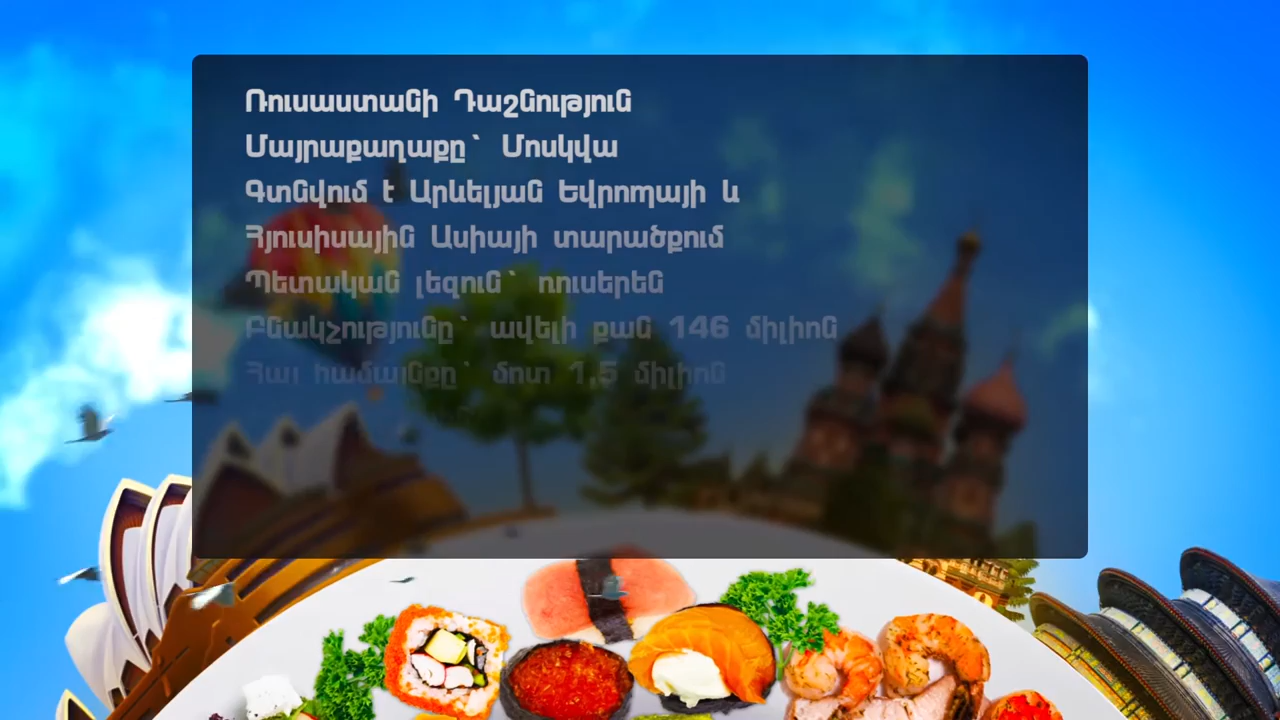 Ռուսաստանի Դաշնություն
Մայրաքաղաքը՝ Մոսկվա
Գտնվում է Արևելյան Եվրոպայի և
Հյուսիսային Ասիայի տարածքում
Պետական լեզուն՝ ռուսերեն
Բնակչությունը՝ ավելի քան 146 միլիոն
Հայ համայնքը՝ մոտ 1,5 միլիոն